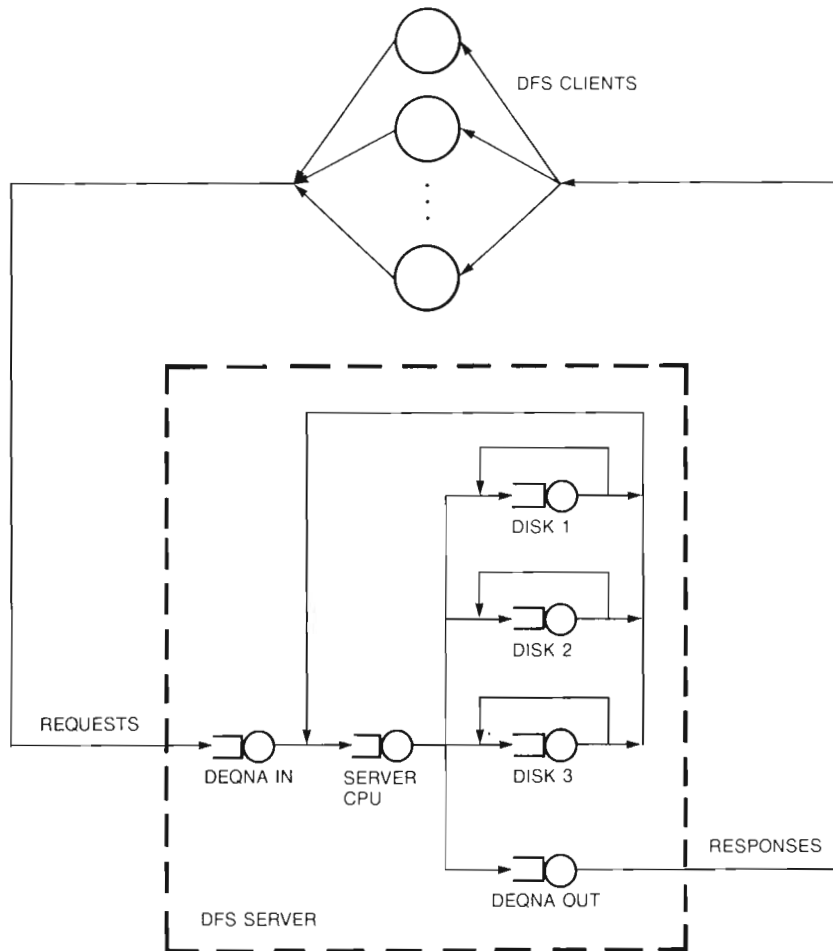 DFS CLIENTS
DISK 1
DISK 2
REQUESTS
DEQNA IN
SERVER
CPU
DISK 3
RESPONSES
DEQNA OUT
DFS SERVER